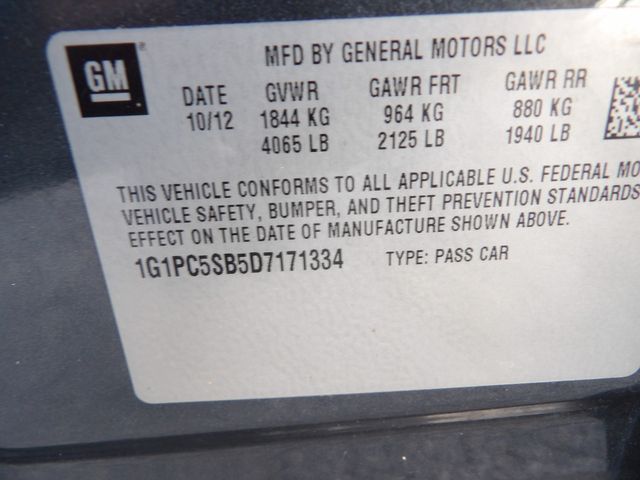 GM
MFD BY GENERAL MOTORS LLC
DATE GVWR GAWR FRT GAWR RR
10/12 1844 KG 964 KG 880 KG
4065 LB 2125 LB 1940 LB
THIS VEHICLE CONFORMS TO ALL APPLICABLE U.S. FEDERAL MO
VEHICLE SAFETY, BUMPER, AND THEFT PREVENTION STANDARDS
EFFECT ON THE DATE OF MANUFACTURE SHOWN ABOVE.
1G1PC5SB5D7171334 TYPE: PASS CAR